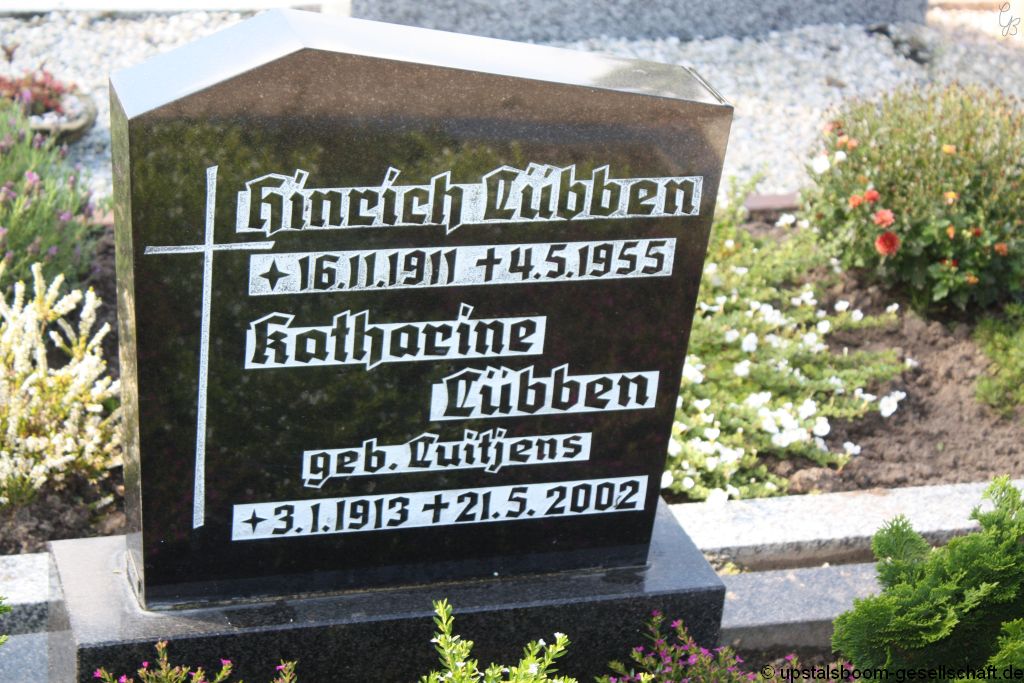 Hinrich Lübben
✦ 16.11.1911 ✝ 4.5.1955
Katharine
Lübben
geb. Luitjens
✦ 3.1.1913 ✝ 21.5.2002
© upstalsboom-gesellschaft.de